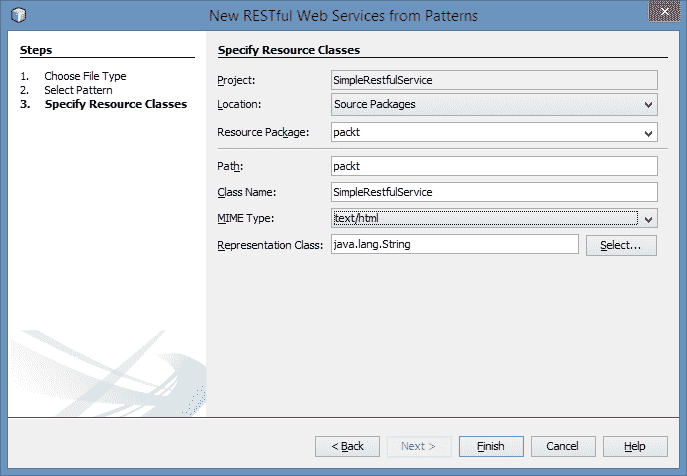 New RESTful Web Services from Patterns
Steps
1. Choose File Type
2. Select Pattern
3. Specify Resource Classes
Specify Resource Classes
Project: SimpleRestfulService
Location: Source Packages
Resource Package: packt
Path: packt
Class Name: SimpleRestfulService
MIME Type: text/html
Representation Class: java.lang.String Select...
< Back Next > Finish Cancel Help